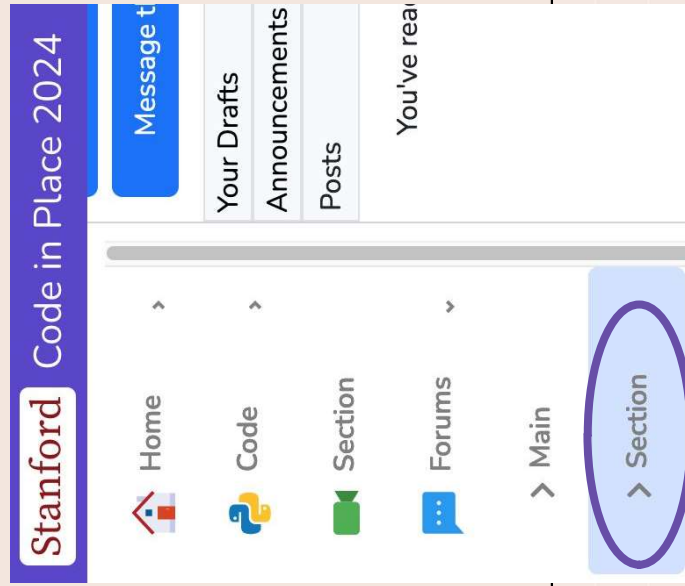 Stanford Code in Place 2024
Home
Code
Section
Forums
Main
Section
Message t
Your Drafts
Announcements
Posts
You've rea